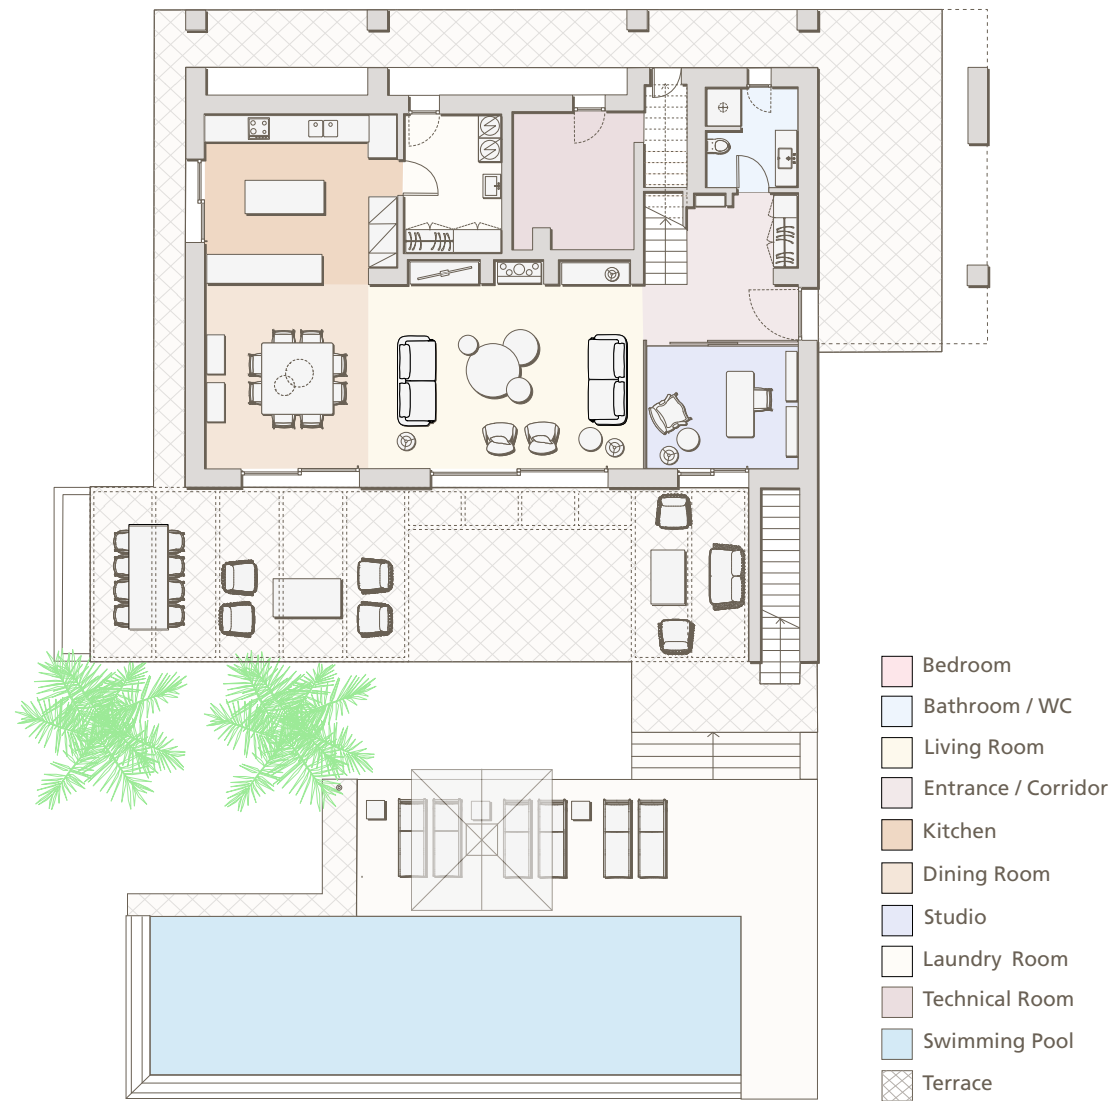 Bedroom
Bathroom / WC
Living Room
Entrance / Corridor
Kitchen
Dining Room
Studio
Laundry Room
Technical Room
Swimming Pool
Terrace